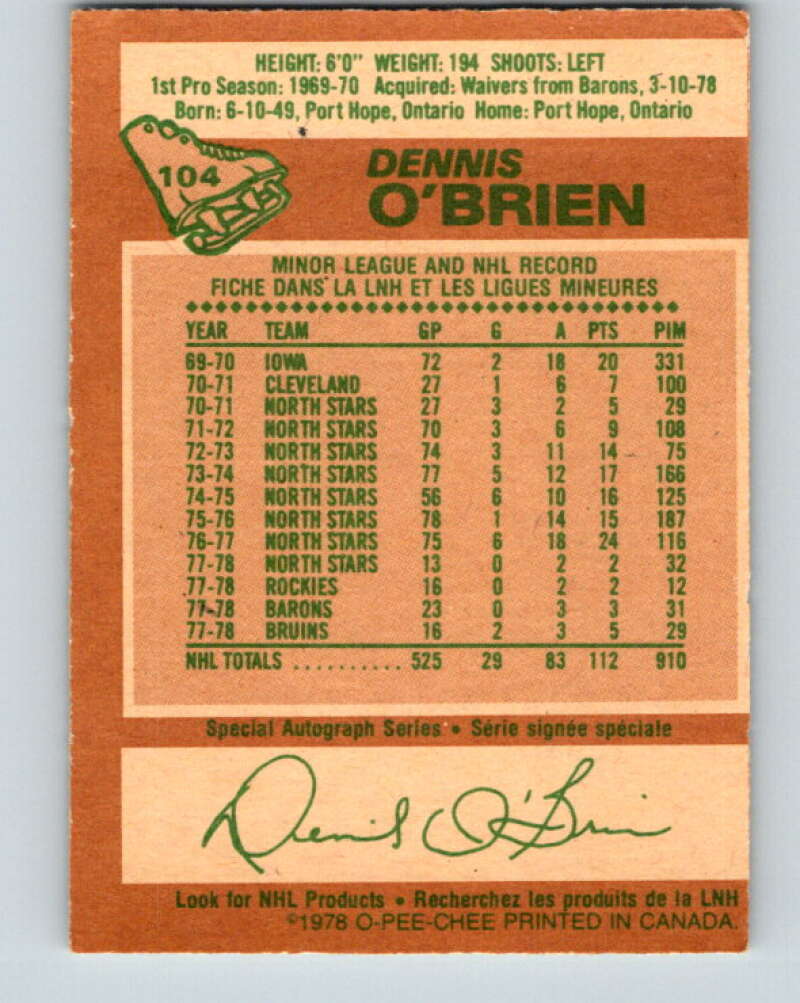 HEIGHT: 6'0" WEIGHT: 194 SHOOTS: LEFT
1st Pro Season: 1969-70 Acquired: Waivers from Barons, 3-10-78
Born: 6-10-49, Port Hope, Ontario Home: Port Hope, Ontario
104
DENNIS
O'BRIEN
MINOR LEAGUE AND NHL RECORD
FICHE DANS LA LNH ET LES LIGUES MINEURES
YEAR TEAM GP G A PTS PIM
69-70 IOWA 72 2 18 20 331
70-71 CLEVELAND 27 1 6 7 100
70-71 NORTH STARS 27 3 2 5 29
71-72 NORTH STARS 70 3 6 9 108
72-73 NORTH STARS 74 3 11 14 75
73-74 NORTH STARS 77 5 12 17 166
74-75 NORTH STARS 56 6 10 16 125
75-76 NORTH STARS 78 1 14 15 187
76-77 NORTH STARS 75 6 18 24 116
77-78 NORTH STARS 13 0 2 2 32
77-78 ROCKIES 16 0 2 2 12
77-78 BARONS 23 0 3 3 31
77-78 BRUINS 16 2 3 5 29
NHL TOTALS .......... 525 29 83 112 910
Special Autograph Series • Série signée spéciale
Dennis O'Brien
Look for NHL Products • Recherchez les produits de la LNH
©1978 O-PEE-CHEE PRINTED IN CANADA.